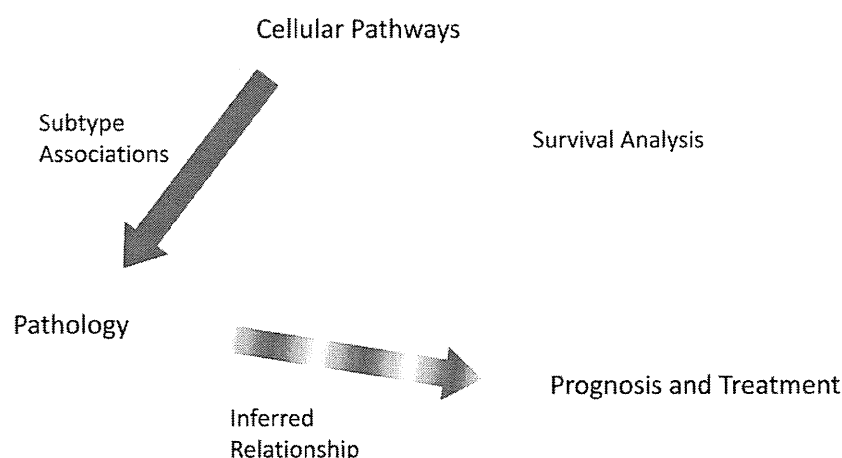 Cellular Pathways
Subtype
Associations
Survival Analysis
Pathology
Prognosis and Treatment
Inferred
Relationship